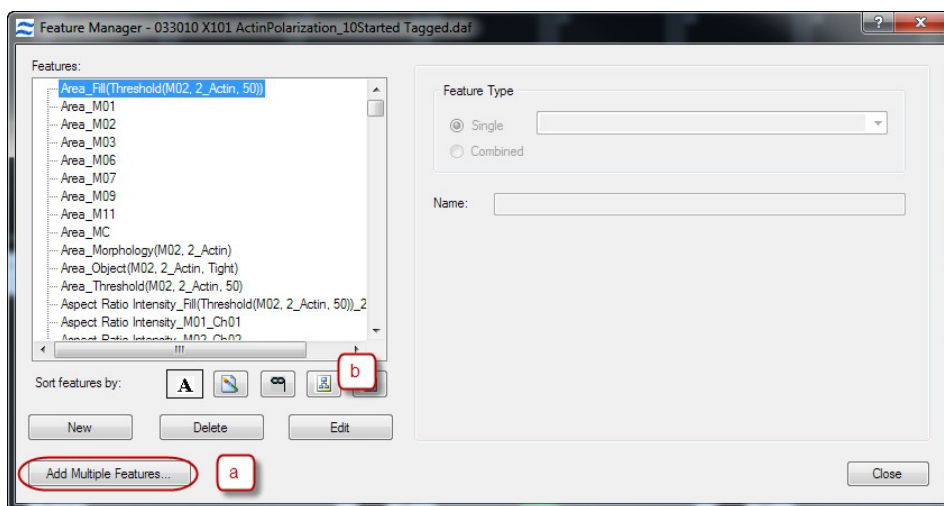 Feature Manager - 033010 X101 ActinPolarization_10Started Tagged.daf
Features:
Area_Fill(Threshold(M02, 2_Actin, 50))
Area_M01
Area_M02
Area_M03
Area_M06
Area_M07
Area_M09
Area_M11
Area_MC
Area_Morphology(M02, 2_Actin)
Area_Object(M02, 2_Actin, Tight)
Area_Threshold(M02, 2_Actin, 50)
Aspect Ratio Intensity_Fill(Threshold(M02, 2_Actin, 50))_2
Aspect Ratio Intensity_M01_Ch01
Aspect Ratio Intensity_M02_Ch02
Sort features by:
A
b
New
Delete
Edit
Add Multiple Features...
a
Feature Type
Single
Combined
Name:
Close